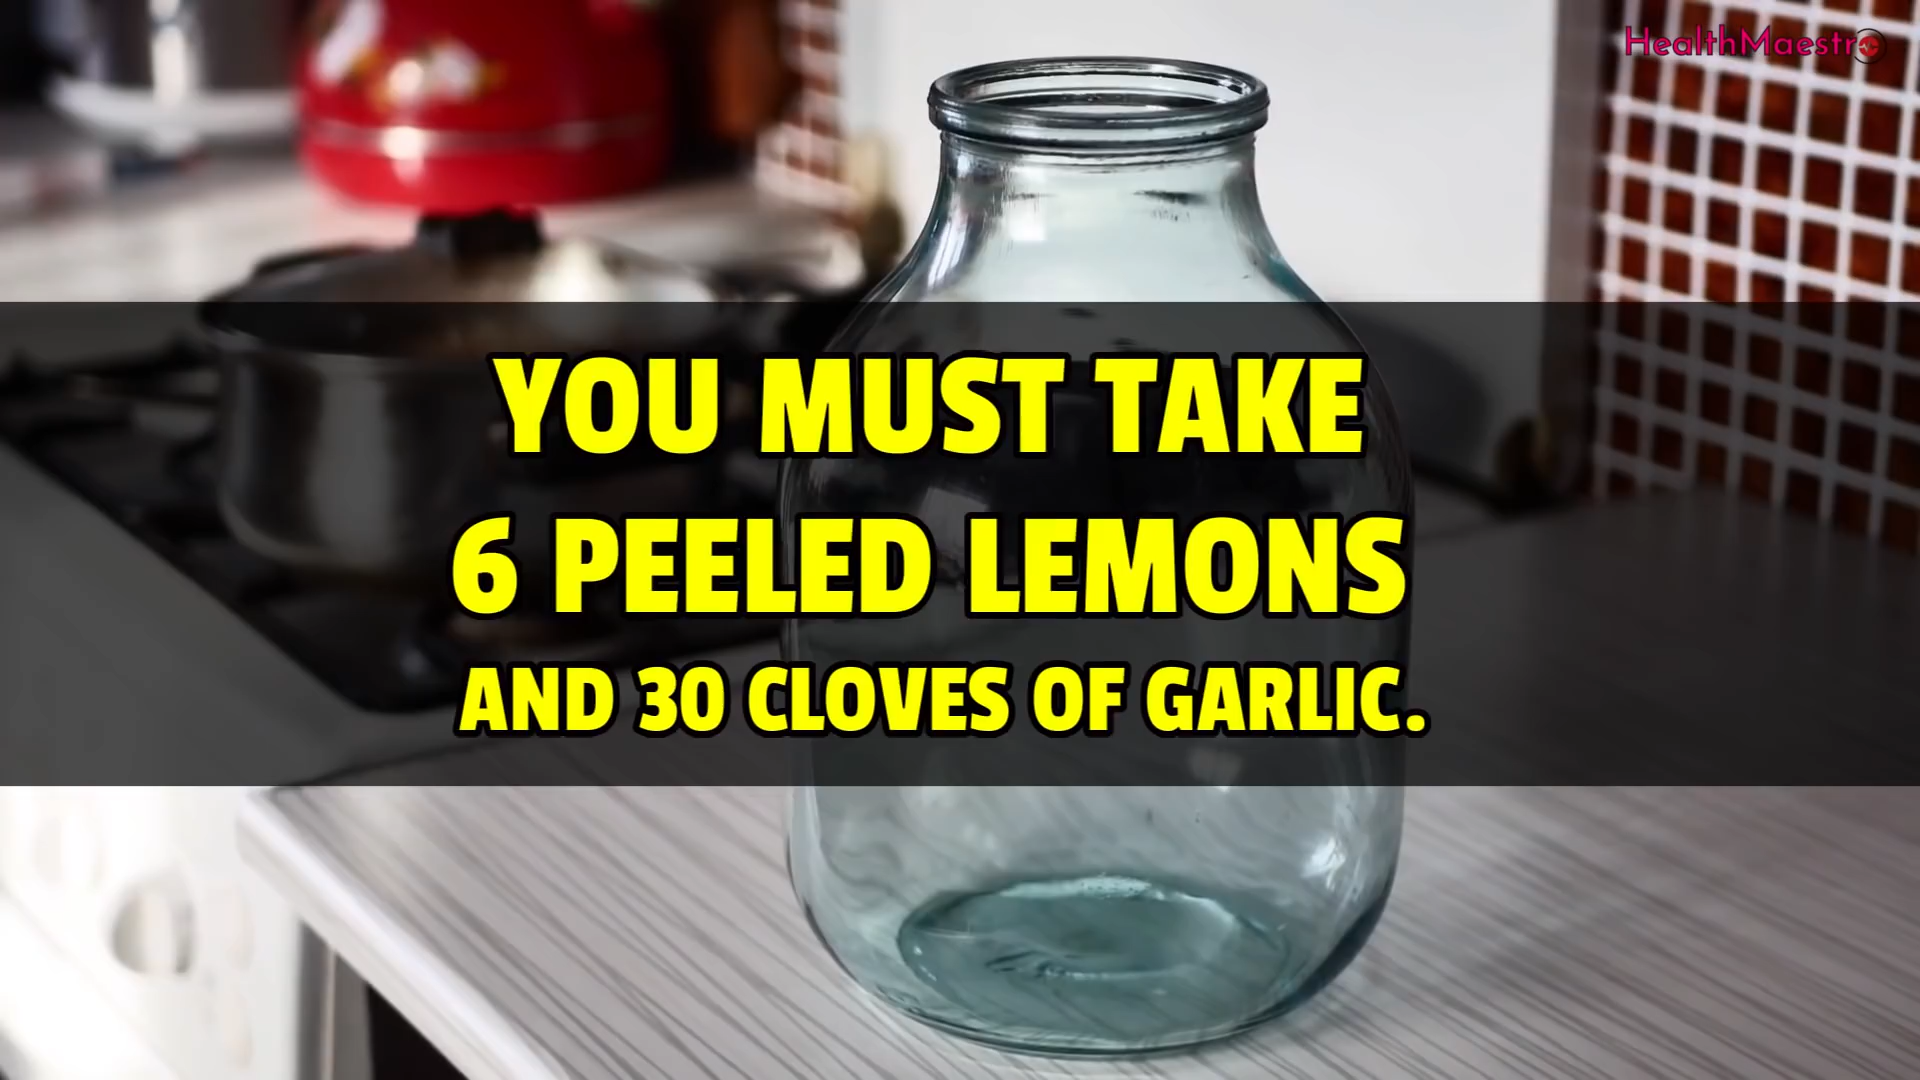 HealthMaestro
YOU MUST TAKE
6 PEELED LEMONS
AND 30 CLOVES OF GARLIC.